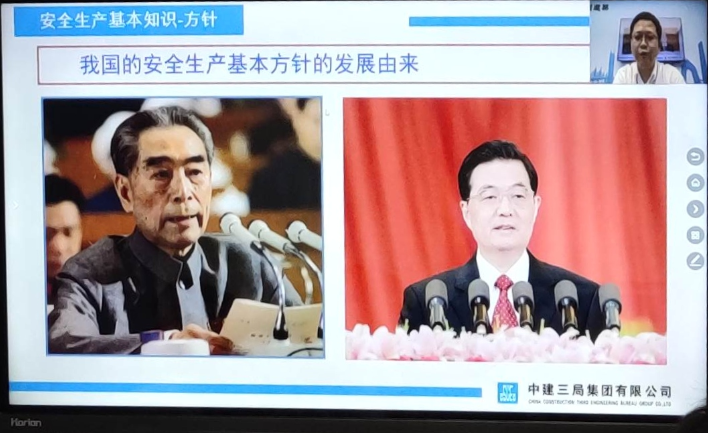 安全生产基本知识-方针
我国的安全生产基本方针的发展由来
中建三局集团有限公司
CHINA CONSTRUCTION THIRD ENGINEERING BUREAU GROUP CO.,LTD
Horion